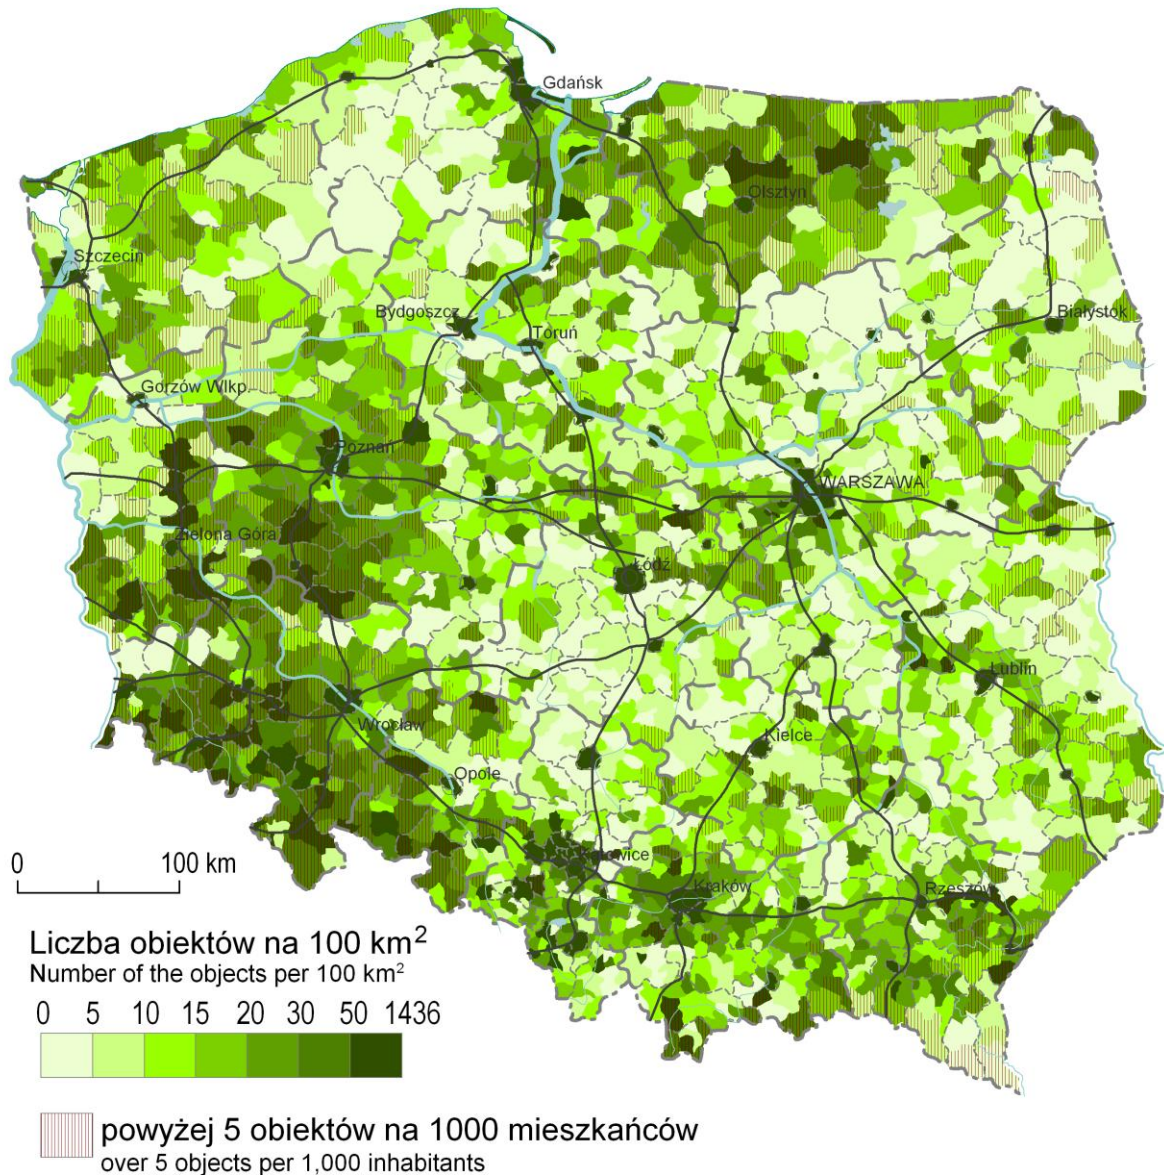 Gdańsk
Olsztyn
Szczecin
Bydgoszcz
Toruń
Białystok
Gorzów Wlkp.
Poznań
WARSZAWA
Zielona Góra
Łódź
Lublin
Wrocław
Kielce
Opole
Katowice
Kraków
Rzeszów
0 100 km
Liczba obiektów na 100 km²
Number of the objects per 100 km²
0 5 10 15 20 30 50 1436
powyżej 5 obiektów na 1000 mieszkańców
over 5 objects per 1,000 inhabitants